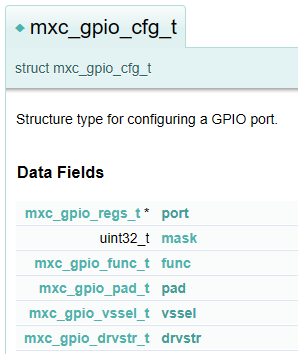 mxc_gpio_cfg_t
struct mxc_gpio_cfg_t
Structure type for configuring a GPIO port.
Data Fields
mxc_gpio_regs_t * port
uint32_t mask
mxc_gpio_func_t func
mxc_gpio_pad_t pad
mxc_gpio_vssel_t vssel
mxc_gpio_drvstr_t drvstr